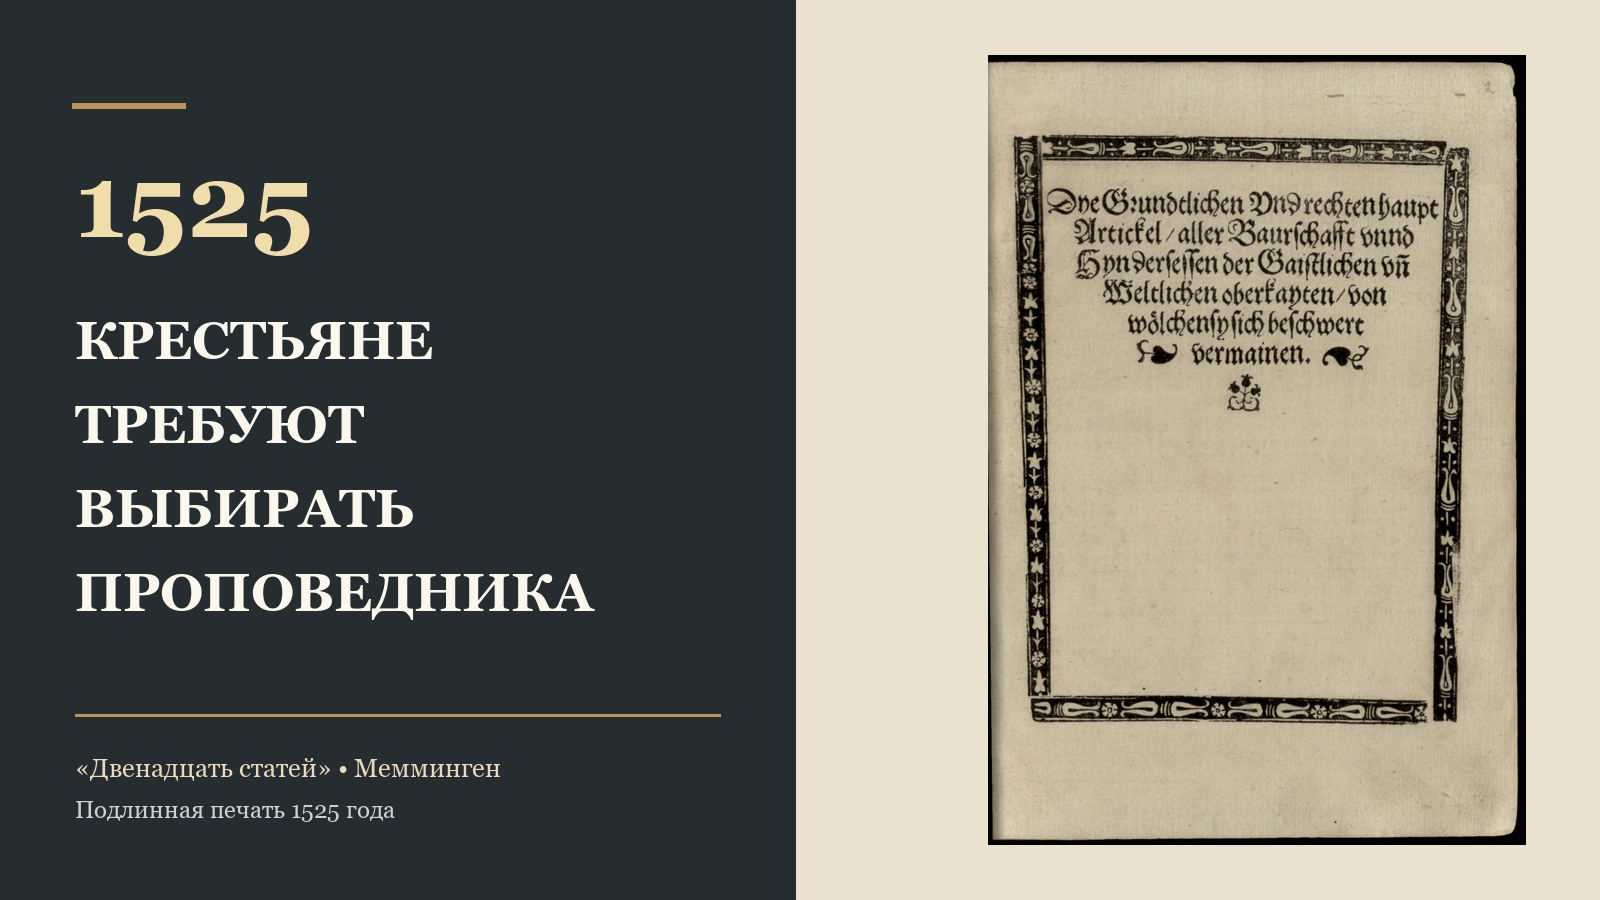 1525
КРЕСТЬЯНЕ
ТРЕБУЮТ
ВЫБИРАТЬ
ПРОПОВЕДНИКА
«Двенадцать статей» • Мемминген
Подлинная печать 1525 года
Dye Grundtlichen Vnd rechten haupt
Artickel / aller Baurschafft vnnd
Hyndersessen der Gaistlichen vñ
Weltlichen oberkayten / von
wölchen sy sich beschwert
vermainen.